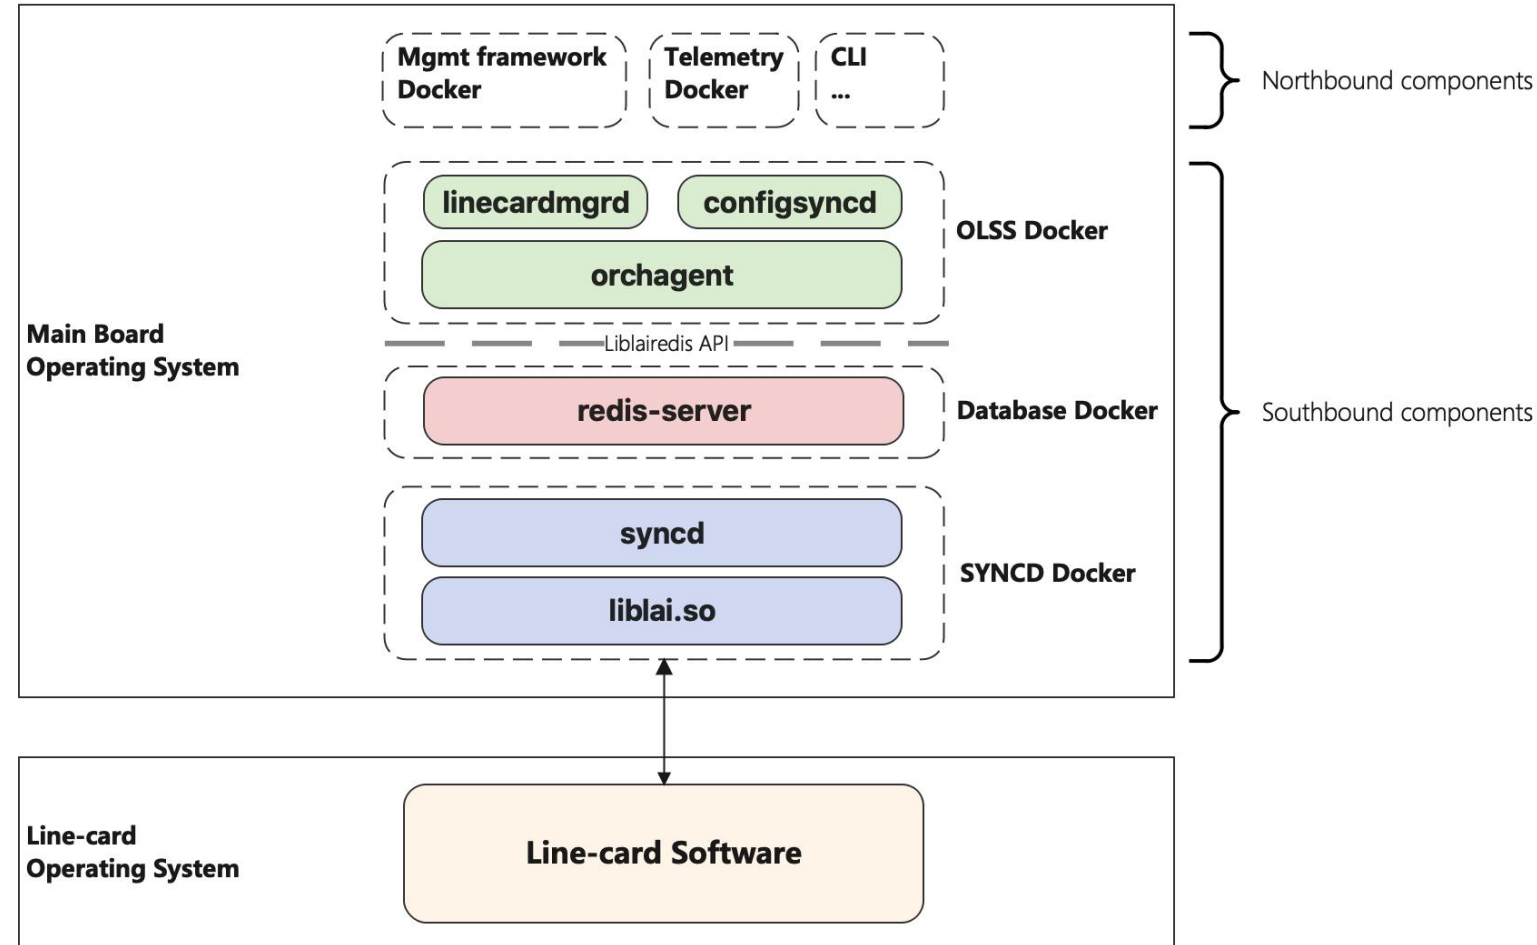 Mgmt framework
Docker
Telemetry
Docker
CLI
...
Northbound components
linecardmgrd
configsyncd
OLSS Docker
orchagent
Main Board
Operating System
Liblairedis API
redis-server
Database Docker
Southbound components
syncd
SYNCD Docker
liblai.so
Line-card
Operating System
Line-card Software